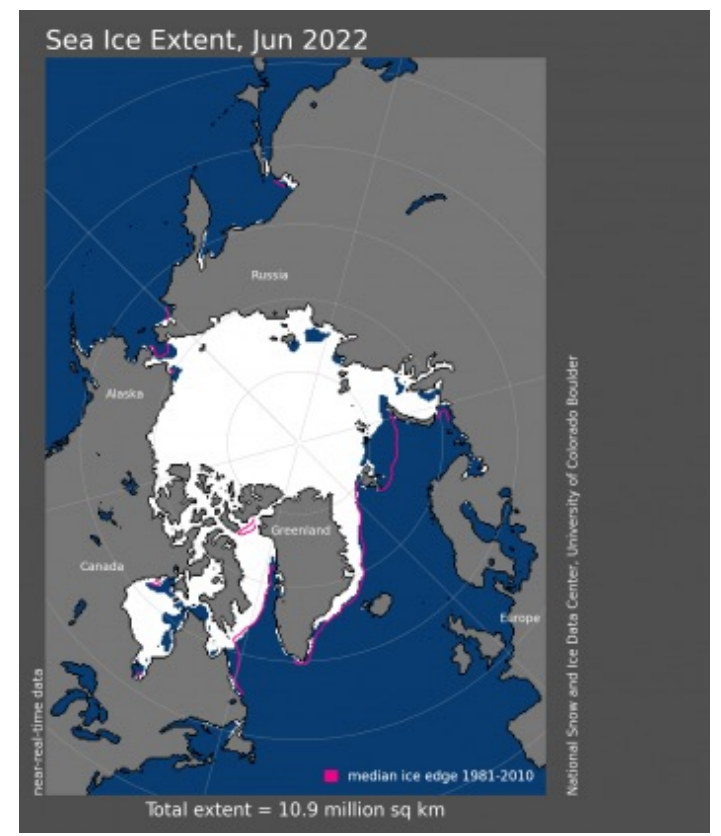 Sea Ice Extent, Jun 2022
Russia
Alaska
Greenland
Canada
Europe
near-real-time data
National Snow and Ice Data Center, University of Colorado Boulder
median ice edge 1981-2010
Total extent = 10.9 million sq km